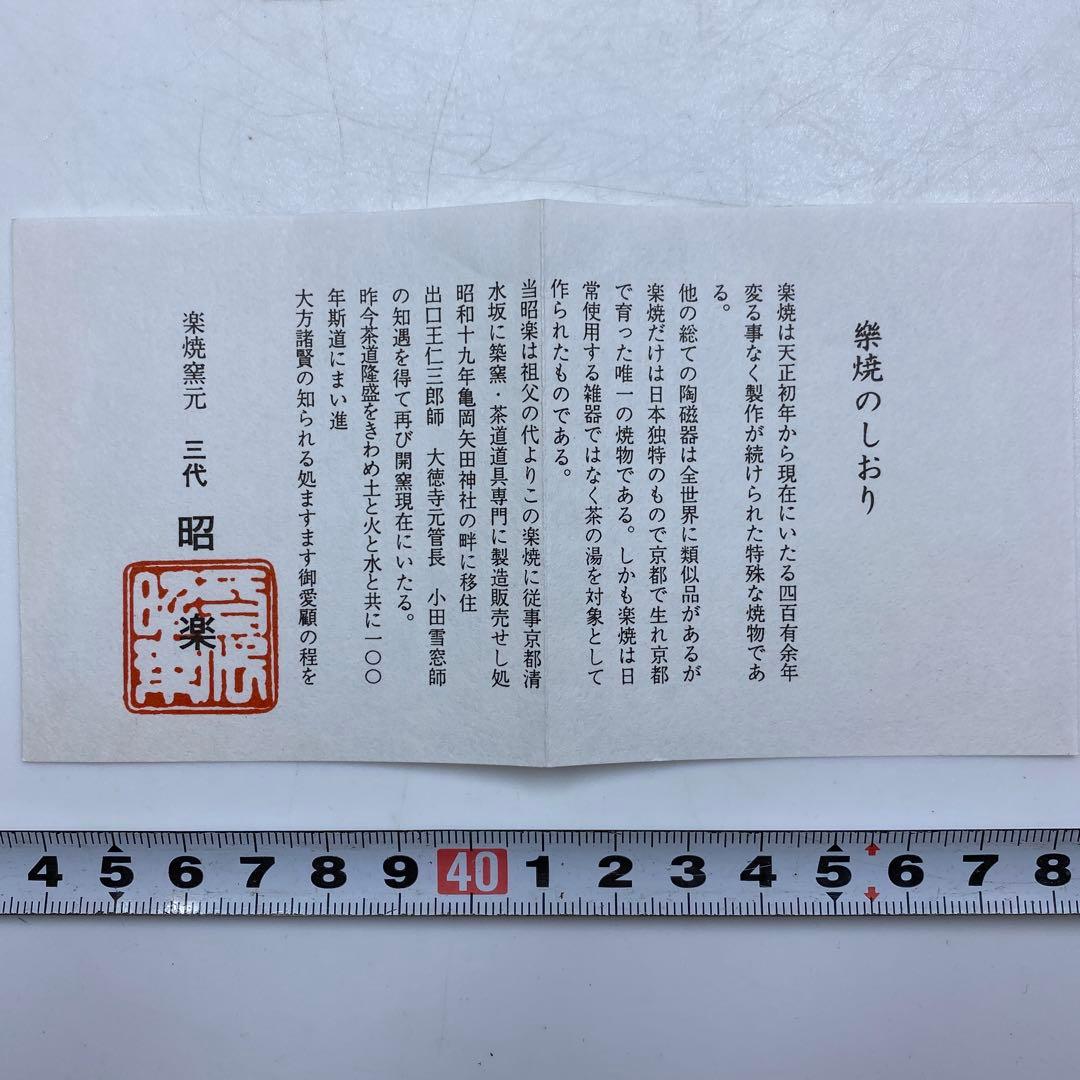 樂焼のしおり
楽焼は天正初年から現在にいたる四百有余年
変る事なく製作が続けられた特殊な焼物であ
る。
他の総ての陶磁器は全世界に類似品があるが
楽焼だけは日本独特のもので京都で生れ京都
で育った唯一の焼物である。しかも楽焼は日
常使用する雑器ではなく茶の湯を対象として
作られたものである。
当昭楽は祖父の代よりこの楽焼に従事京都清
水坂に築窯・茶道道具専門に製造販売せし処
昭和十九年亀岡矢田神社の畔に移住
出口王仁三郎師 大徳寺元管長 小田雪窓師
の知遇を得て再び開窯現在にいたる。
昨今茶道隆盛をきわめ土と火と水と共に一〇〇
年斯道にまい進
大方諸賢の知られる処ますます御愛顧の程を
楽焼窯元 三代 昭楽
4 5 6 7 8 9 40 1 2 3 4 5 6 7 8